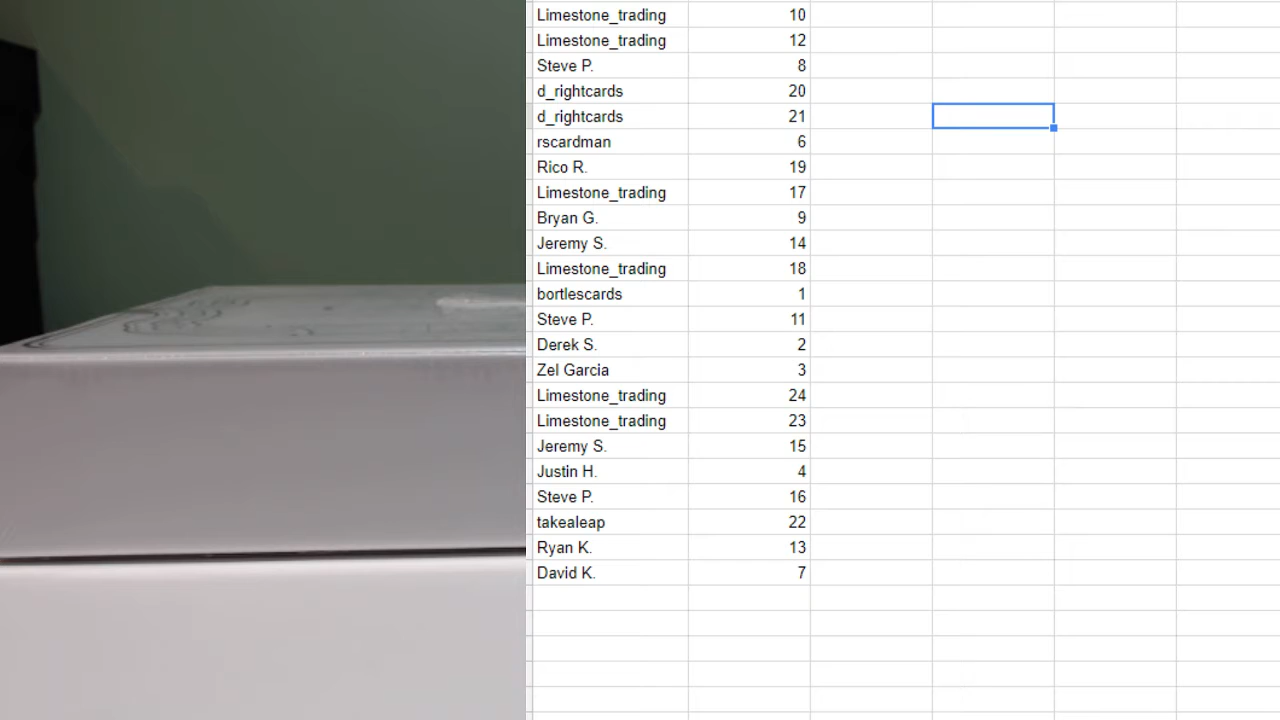 Limestone_trading 10
Limestone_trading 12
Steve P. 8
d_rightcards 20
d_rightcards 21
rscardman 6
Rico R. 19
Limestone_trading 17
Bryan G. 9
Jeremy S. 14
Limestone_trading 18
bortlescards 1
Steve P. 11
Derek S. 2
Zel Garcia 3
Limestone_trading 24
Limestone_trading 23
Jeremy S. 15
Justin H. 4
Steve P. 16
takealeap 22
Ryan K. 13
David K. 7